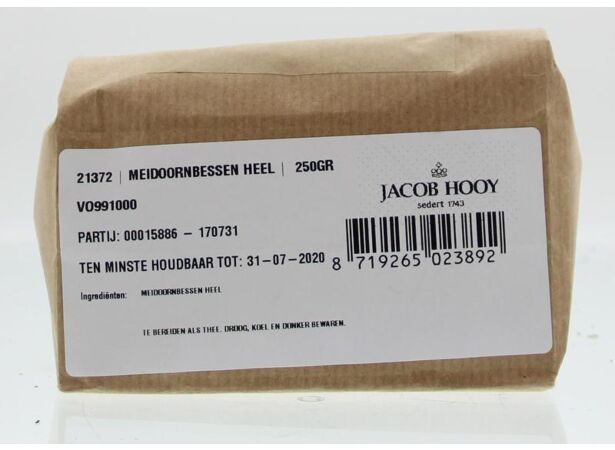 21372 | MEIDOORNBESSEN HEEL | 250GR
VO991000
PARTIJ: 00015886 - 170731
TEN MINSTE HOUDBAAR TOT: 31-07-2020
Ingrediënten: MEIDOORNBESSEN HEEL
TE BEREIDEN ALS THEE. DROOG, KOEL EN DONKER BEWAREN.
JACOB HOOY
sedert 1743
8 719265 023892